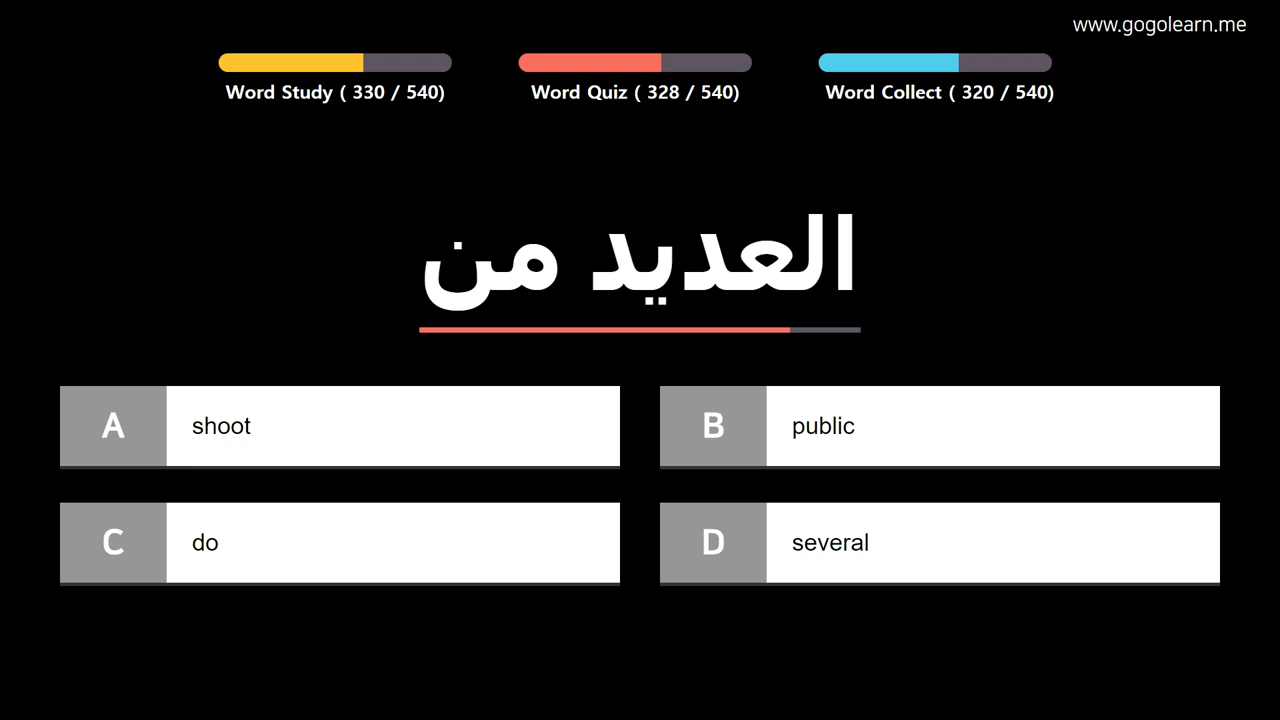 www.gogolearn.me
Word Study ( 330 / 540)
Word Quiz ( 328 / 540)
Word Collect ( 320 / 540)
العديد من
A shoot
B public
C do
D several